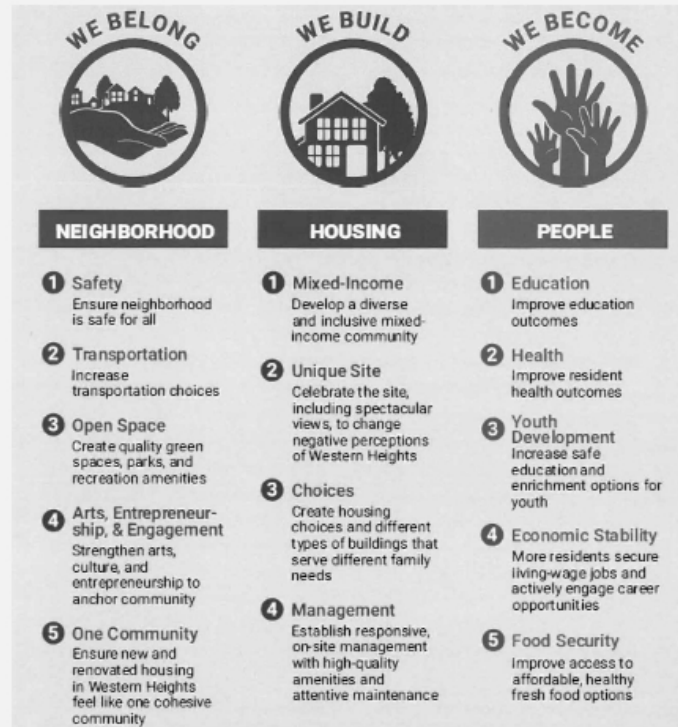 WE BELONG
NEIGHBORHOOD
1 Safety
Ensure neighborhood
is safe for all
2 Transportation
Increase
transportation choices
3 Open Space
Create quality green
spaces, parks, and
recreation amenities
4 Arts, Entrepreneur-
ship, & Engagement
Strengthen arts,
culture, and
entrepreneurship to
anchor community
5 One Community
Ensure new and
renovated housing
in Western Heights
feel like one cohesive
community
WE BUILD
HOUSING
1 Mixed-Income
Develop a diverse
and inclusive mixed-
income community
2 Unique Site
Celebrate the site,
including spectacular
views, to change
negative perceptions
of Western Heights
3 Choices
Create housing
choices and different
types of buildings that
serve different family
needs
4 Management
Establish responsive,
on-site management
with high-quality
amenities and
attentive maintenance
WE BECOME
PEOPLE
1 Education
Improve education
outcomes
2 Health
Improve resident
health outcomes
3 Youth
Development
Increase safe
education and
enrichment options for
youth
4 Economic Stability
More residents secure
living-wage jobs and
actively engage career
opportunities
5 Food Security
Improve access to
affordable, healthy
fresh food options